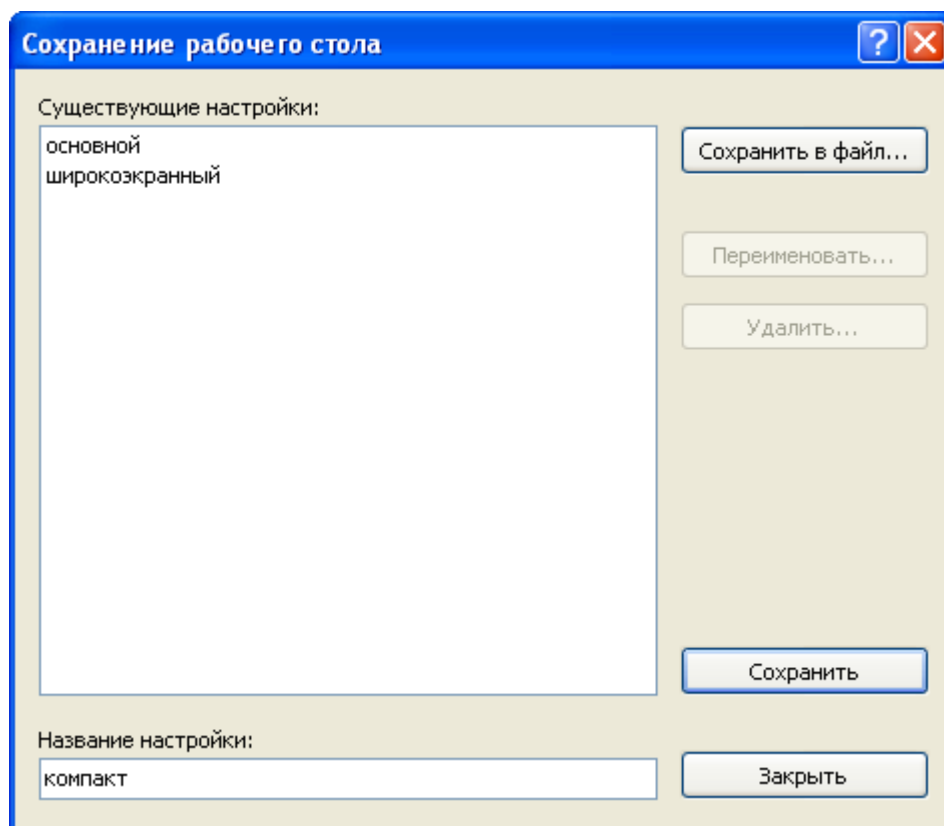 Сохранение рабочего стола
Существующие настройки:
основной
широкоэкранный
Сохранить в файл...
Переименовать...
Удалить...
Сохранить
Название настройки:
компакт
Закрыть